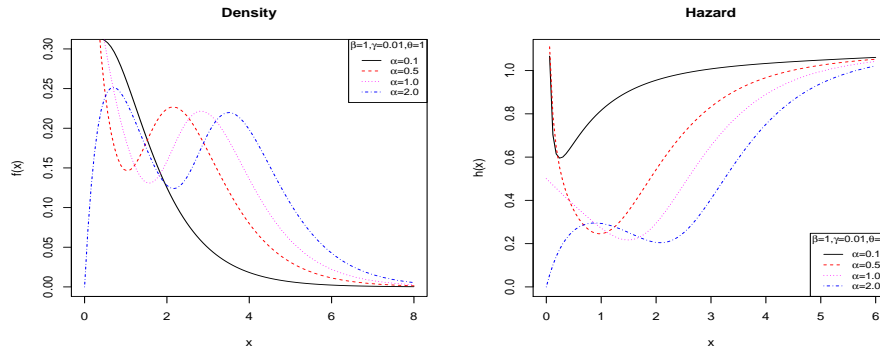 Density
f(x)
0.00 0.05 0.10 0.15 0.20 0.25 0.30
β=1,γ=0.01,θ=1
α=0.1
α=0.5
α=1.0
α=2.0
0 2 4 6 8
x
Hazard
h(x)
0.0 0.2 0.4 0.6 0.8 1.0
β=1,γ=0.01,θ=
α=0.1
α=0.5
α=1.0
α=2.0
0 1 2 3 4 5 6
x